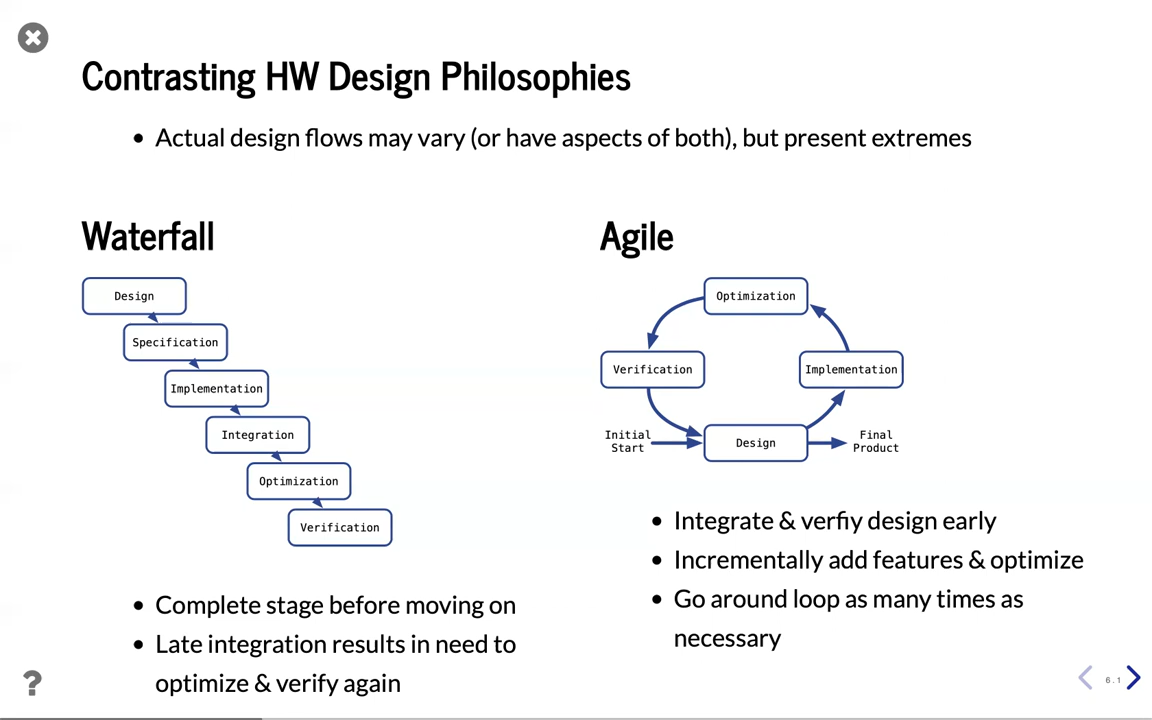 Contrasting HW Design Philosophies
• Actual design flows may vary (or have aspects of both), but present extremes
Waterfall
Design
Specification
Implementation
Integration
Optimization
Verification
• Complete stage before moving on
• Late integration results in need to
optimize & verify again
Agile
Optimization
Verification
Implementation
Initial
Start
Design
Final
Product
• Integrate & verfiy design early
• Incrementally add features & optimize
• Go around loop as many times as
necessary
?
6.1